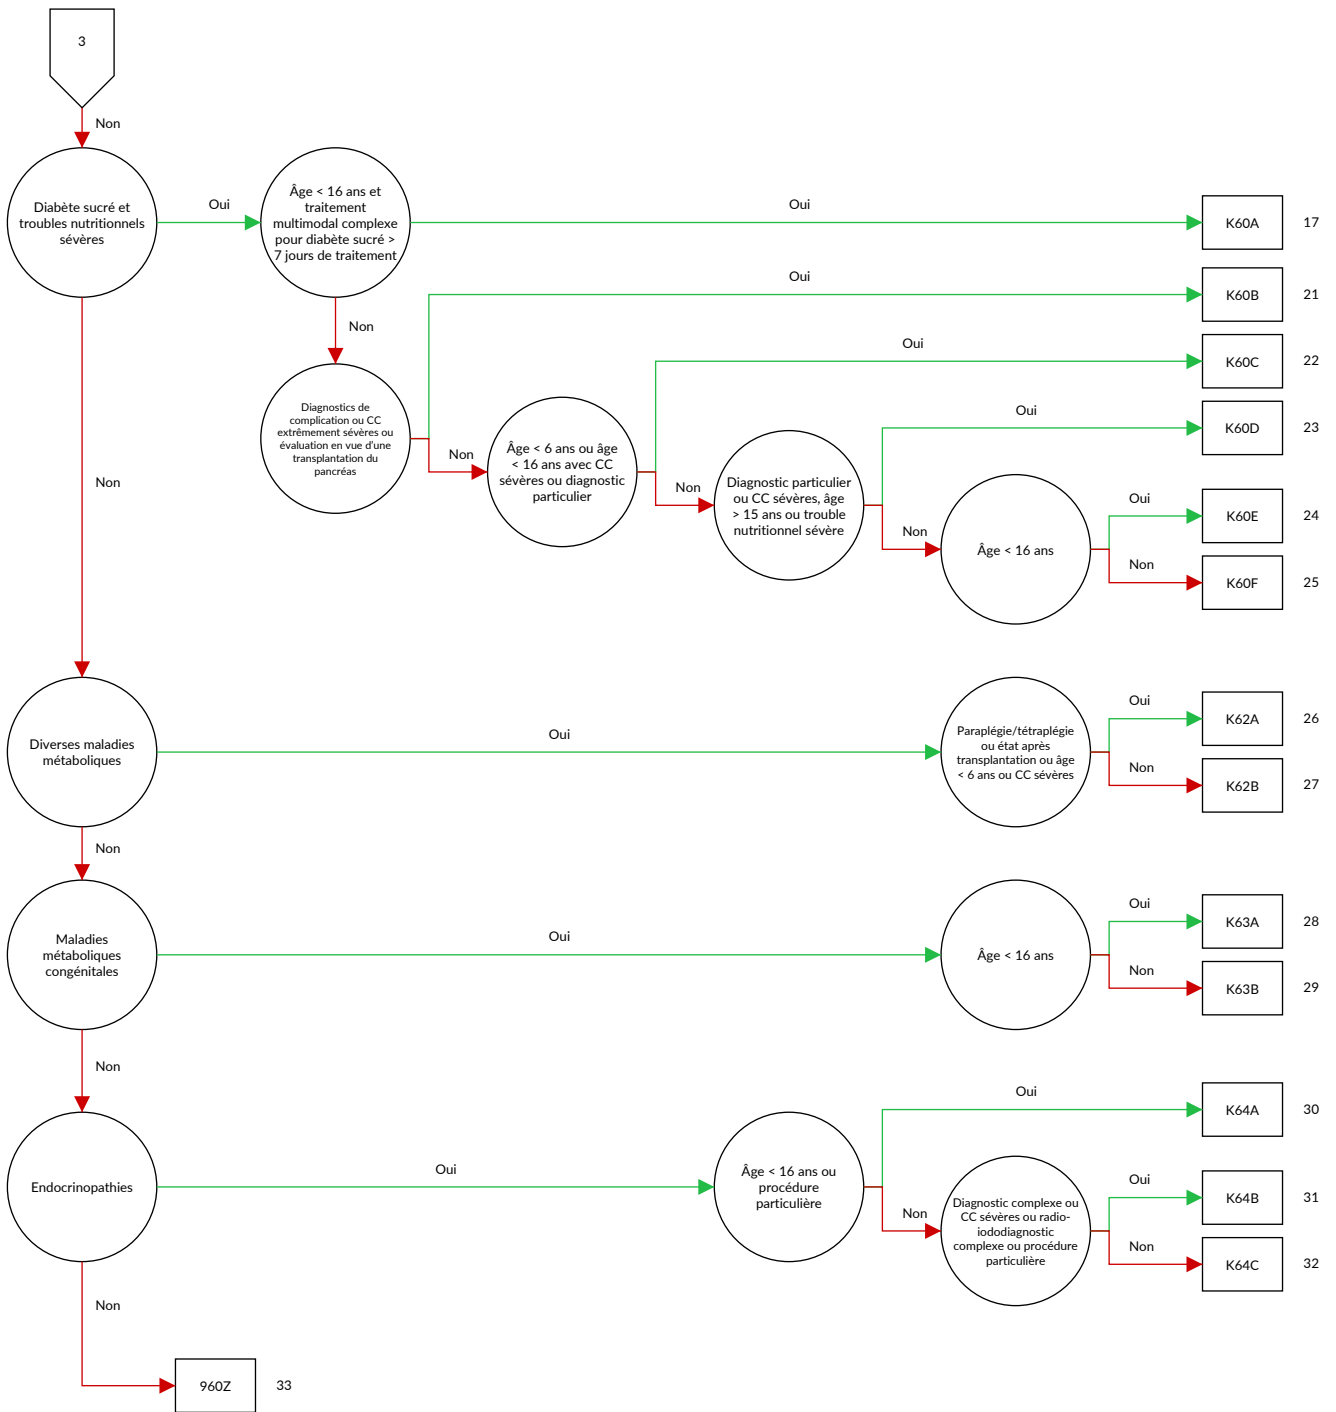 3
Non
Diabète sucré et
troubles nutritionnels
sévères
Oui
Âge < 16 ans et
traitement
multimodal complexe
pour diabète sucré >
7 jours de traitement
Oui
K60A
17
Non
Diagnostics de
complication ou CC
extrêmement sévères ou
évaluation en vue d'une
transplantation du
pancréas
Oui
K60B
21
Non
Âge < 6 ans ou âge
< 16 ans avec CC
sévères ou diagnostic
particulier
Oui
K60C
22
Non
Diagnostic particulier
ou CC sévères, âge
> 15 ans ou trouble
nutritionnel sévère
Oui
K60D
23
Non
Âge < 16 ans
Oui
K60E
24
Non
K60F
25
Non
Diverses maladies
métaboliques
Oui
Paraplégie/tétraplégie
ou état après
transplantation ou âge
< 6 ans ou CC sévères
Oui
K62A
26
Non
K62B
27
Non
Maladies
métaboliques
congénitales
Oui
Âge < 16 ans
Oui
K63A
28
Non
K63B
29
Non
Endocrinopathies
Oui
Âge < 16 ans ou
procédure
particulière
Oui
K64A
30
Non
Diagnostic complexe ou
CC sévères ou radio-
iododiagnostic
complexe ou procédure
particulière
Oui
K64B
31
Non
K64C
32
Non
960Z
33